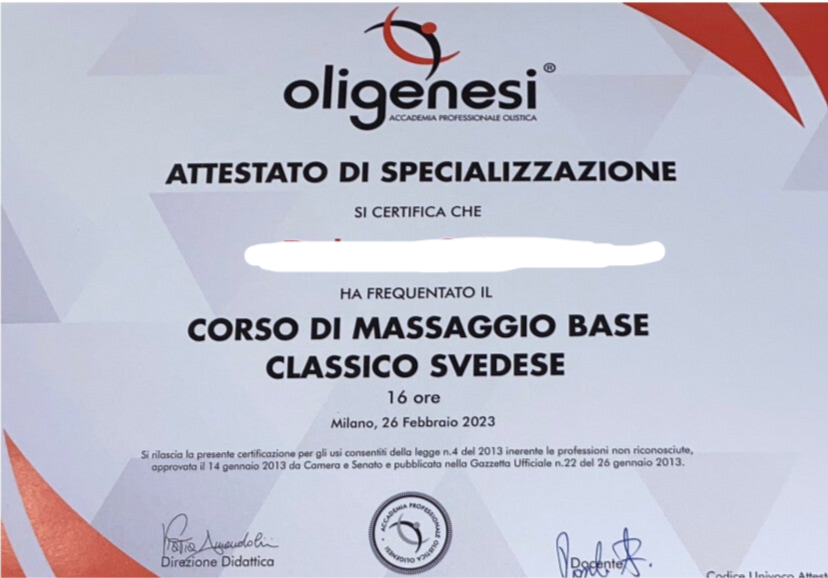 oligenesi®
ACCADEMIA PROFESSIONALE OLISTICA
ATTESTATO DI SPECIALIZZAZIONE
SI CERTIFICA CHE
HA FREQUENTATO IL
CORSO DI MASSAGGIO BASE
CLASSICO SVEDESE
16 ore
Milano, 26 Febbraio 2023
Si rilascia la presente certificazione per gli usi consentiti della legge n.4 del 2013 inerente le professioni non riconosciute,
approvata il 14 gennaio 2013 da Camera e Senato e pubblicata nella Gazzetta Ufficiale n.22 del 26 gennaio 2013.
ACCADEMIA PROFESSIONALE OLISTICA OLIGENESI
Direzione Didattica
Docente
Codice Univoco Attest